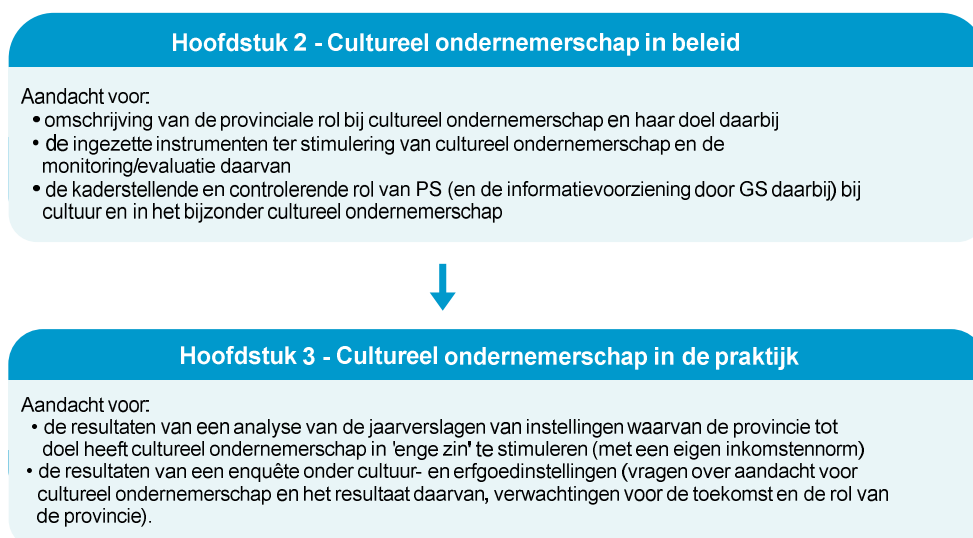 Hoofdstuk 2 - Cultureel ondernemerschap in beleid
Aandacht voor:
• omschrijving van de provinciale rol bij cultureel ondernemerschap en haar doel daarbij
• de ingezette instrumenten ter stimulering van cultureel ondernemerschap en de
monitoring/evaluatie daarvan
• de kaderstellende en controlerende rol van PS (en de informatievoorziening door GS daarbij) bij
cultuur en in het bijzonder cultureel ondernemerschap
Hoofdstuk 3 - Cultureel ondernemerschap in de praktijk
Aandacht voor:
• de resultaten van een analyse van de jaarverslagen van instellingen waarvan de provincie tot
doel heeft cultureel ondernemerschap in 'enge zin' te stimuleren (met een eigen inkomstennorm)
• de resultaten van een enquête onder cultuur- en erfgoedinstellingen (vragen over aandacht voor
cultureel ondernemerschap en het resultaat daarvan, verwachtingen voor de toekomst en de rol van
de provincie).